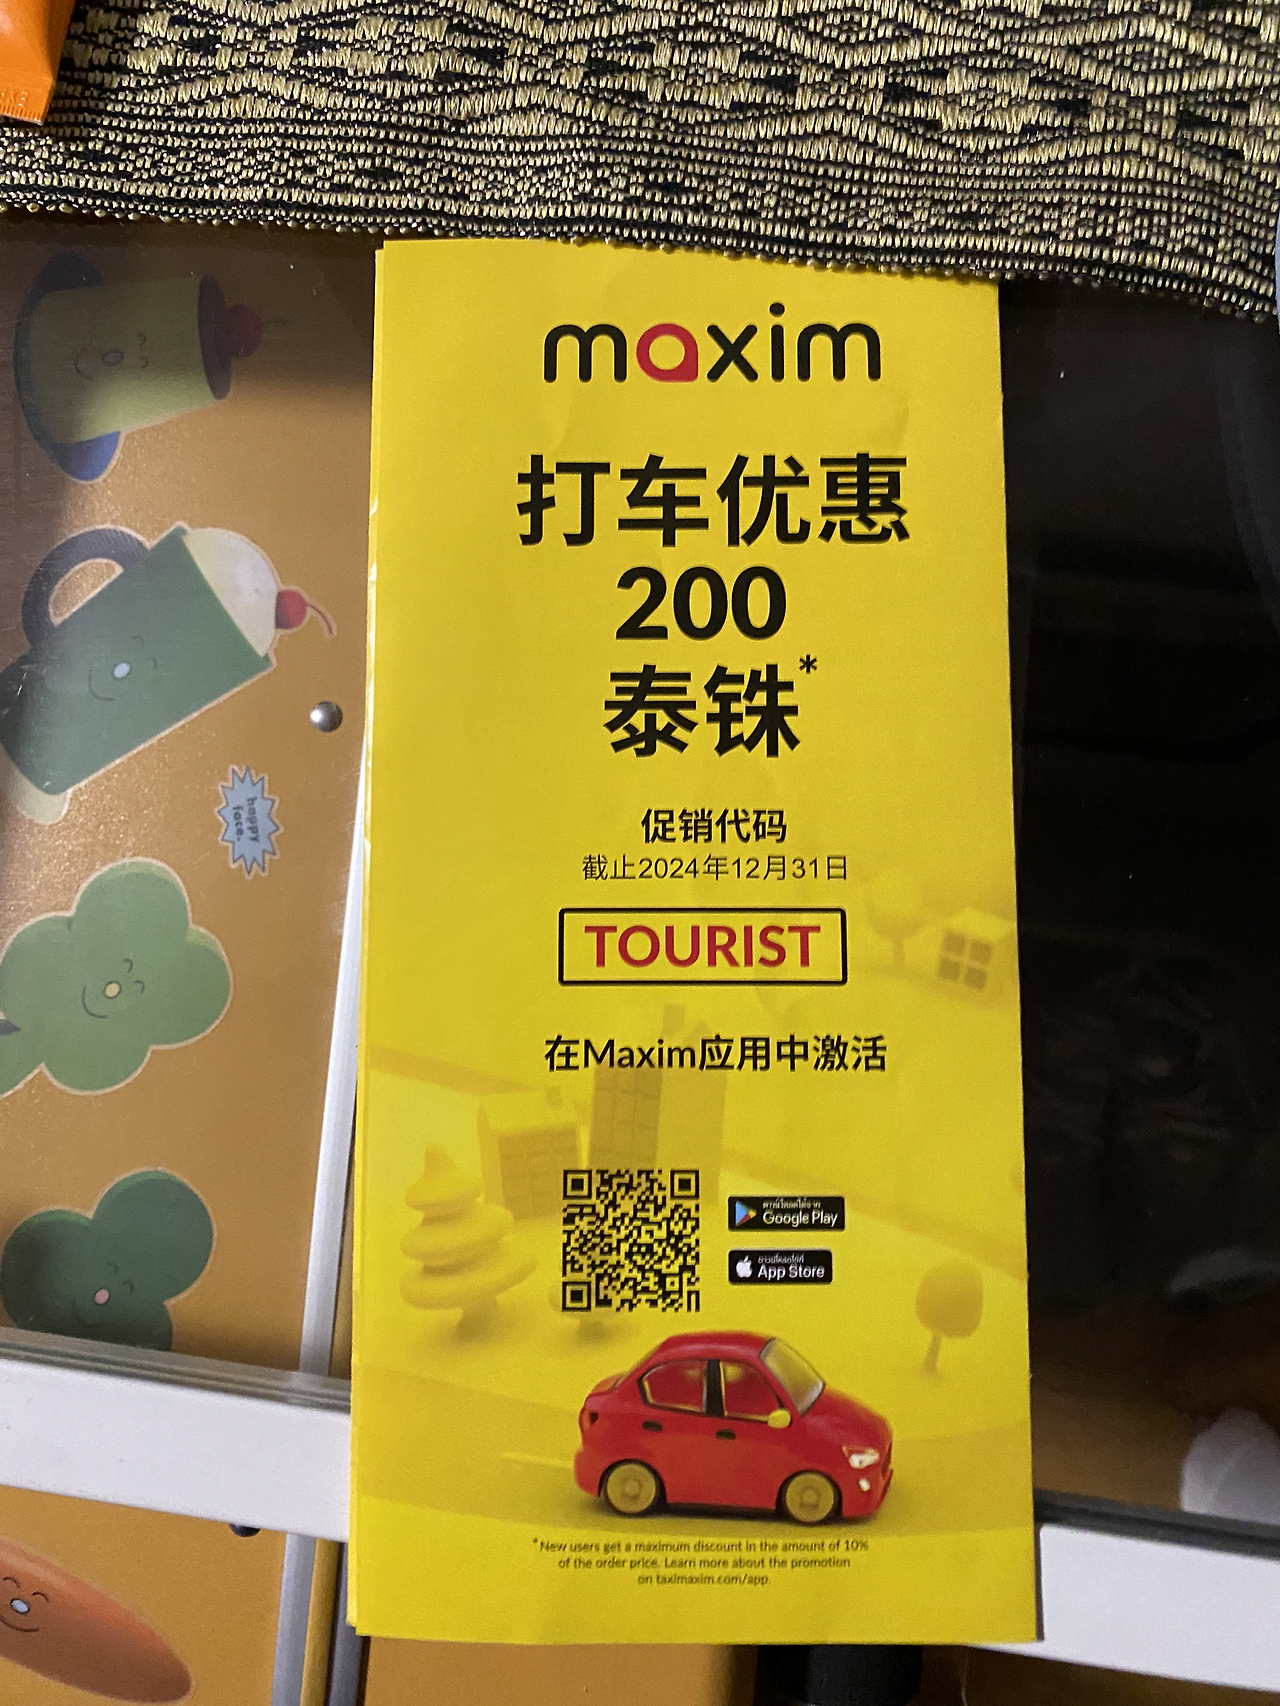 maxim
打车优惠
200
泰铢*
促销代码
截止2024年12月31日
TOURIST
在Maxim应用中激活
Google Play
App Store
*New users get a maximum discount in the amount of 10%
of the order price. Learn more about the promotion
on taximaxim.com/app.
happy
face.